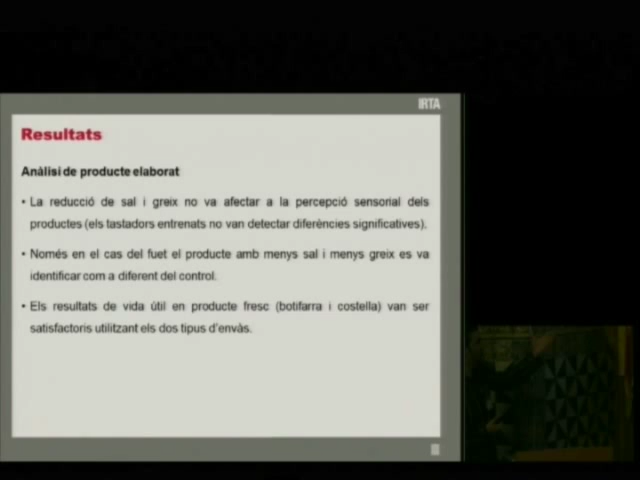 IRTA
Resultats
Anàlisi de producte elaborat
• La reducció de sal i greix no va afectar a la percepció sensorial dels
productes (els tastadors entrenats no van detectar diferències significatives).
• Només en el cas del fuet el producte amb menys sal i menys greix es va
identificar com a diferent del control.
• Els resultats de vida útil en producte fresc (botifarra i costella) van ser
satisfactoris utilitzant els dos tipus d'envàs.